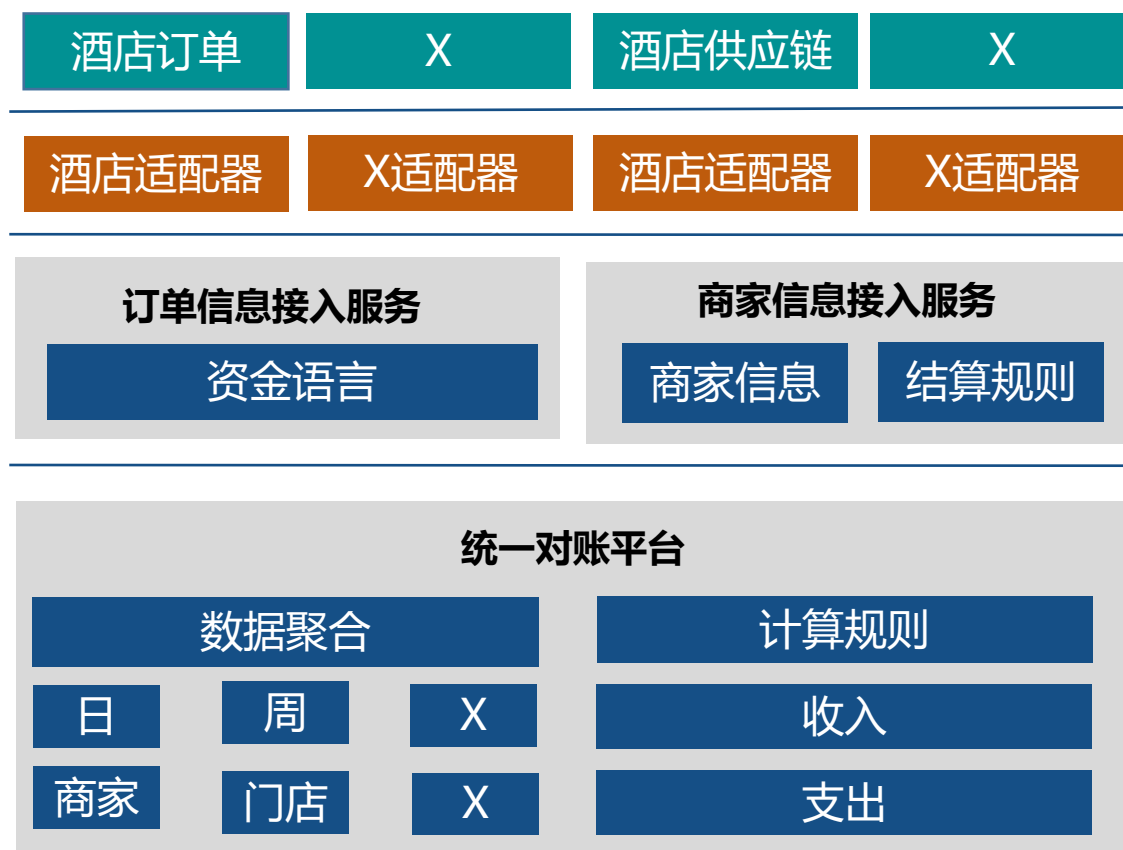 酒店订单
X
酒店供应链
X
酒店适配器
X适配器
酒店适配器
X适配器
订单信息接入服务
资金语言
商家信息接入服务
商家信息
结算规则
统一对账平台
数据聚合
计算规则
日
周
X
收入
商家
门店
X
支出